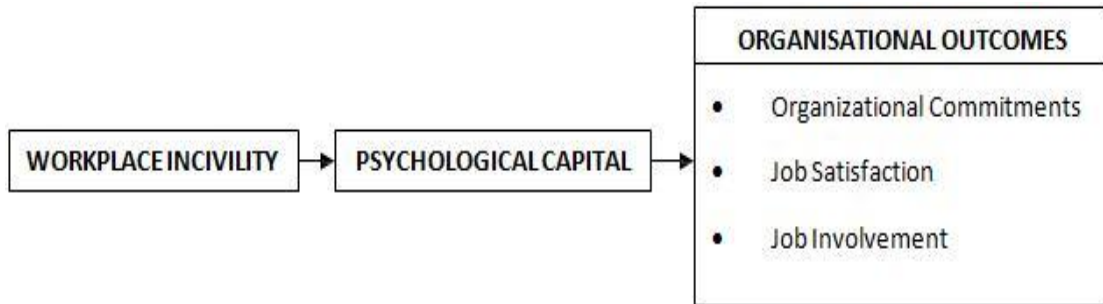 ORGANISATIONAL OUTCOMES
• Organizational Commitments
WORKPLACE INCIVILITY
PSYCHOLOGICAL CAPITAL
• Job Satisfaction
• Job Involvement